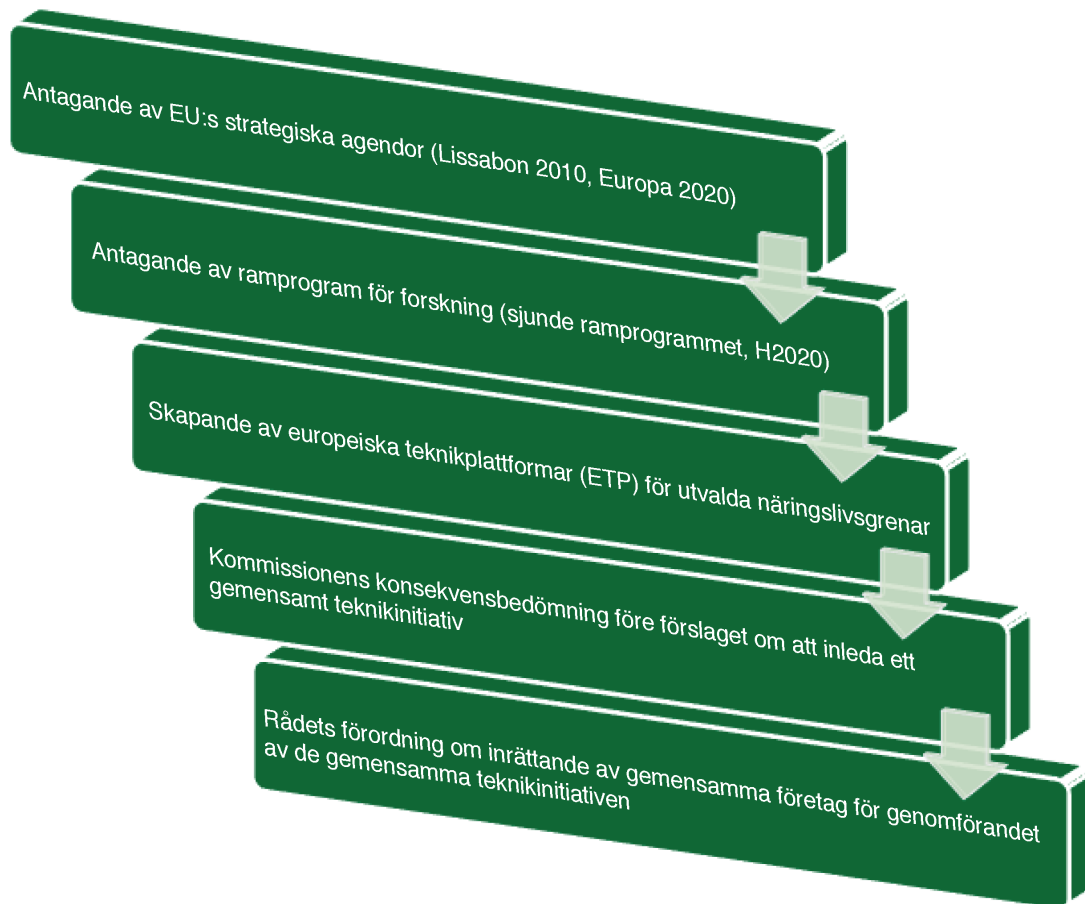 Antagande av EU:s strategiska agendor (Lissabon 2010, Europa 2020)
Antagande av ramprogram för forskning (sjunde ramprogrammet, H2020)
Skapande av europeiska teknikplattformar (ETP) för utvalda näringslivsgrenar
Kommissionens konsekvensbedömning före förslaget om att inleda ett
gemensamt teknikinitiativ
Rådets förordning om inrättande av gemensamma företag för genomförandet
av de gemensamma teknikinitiativen